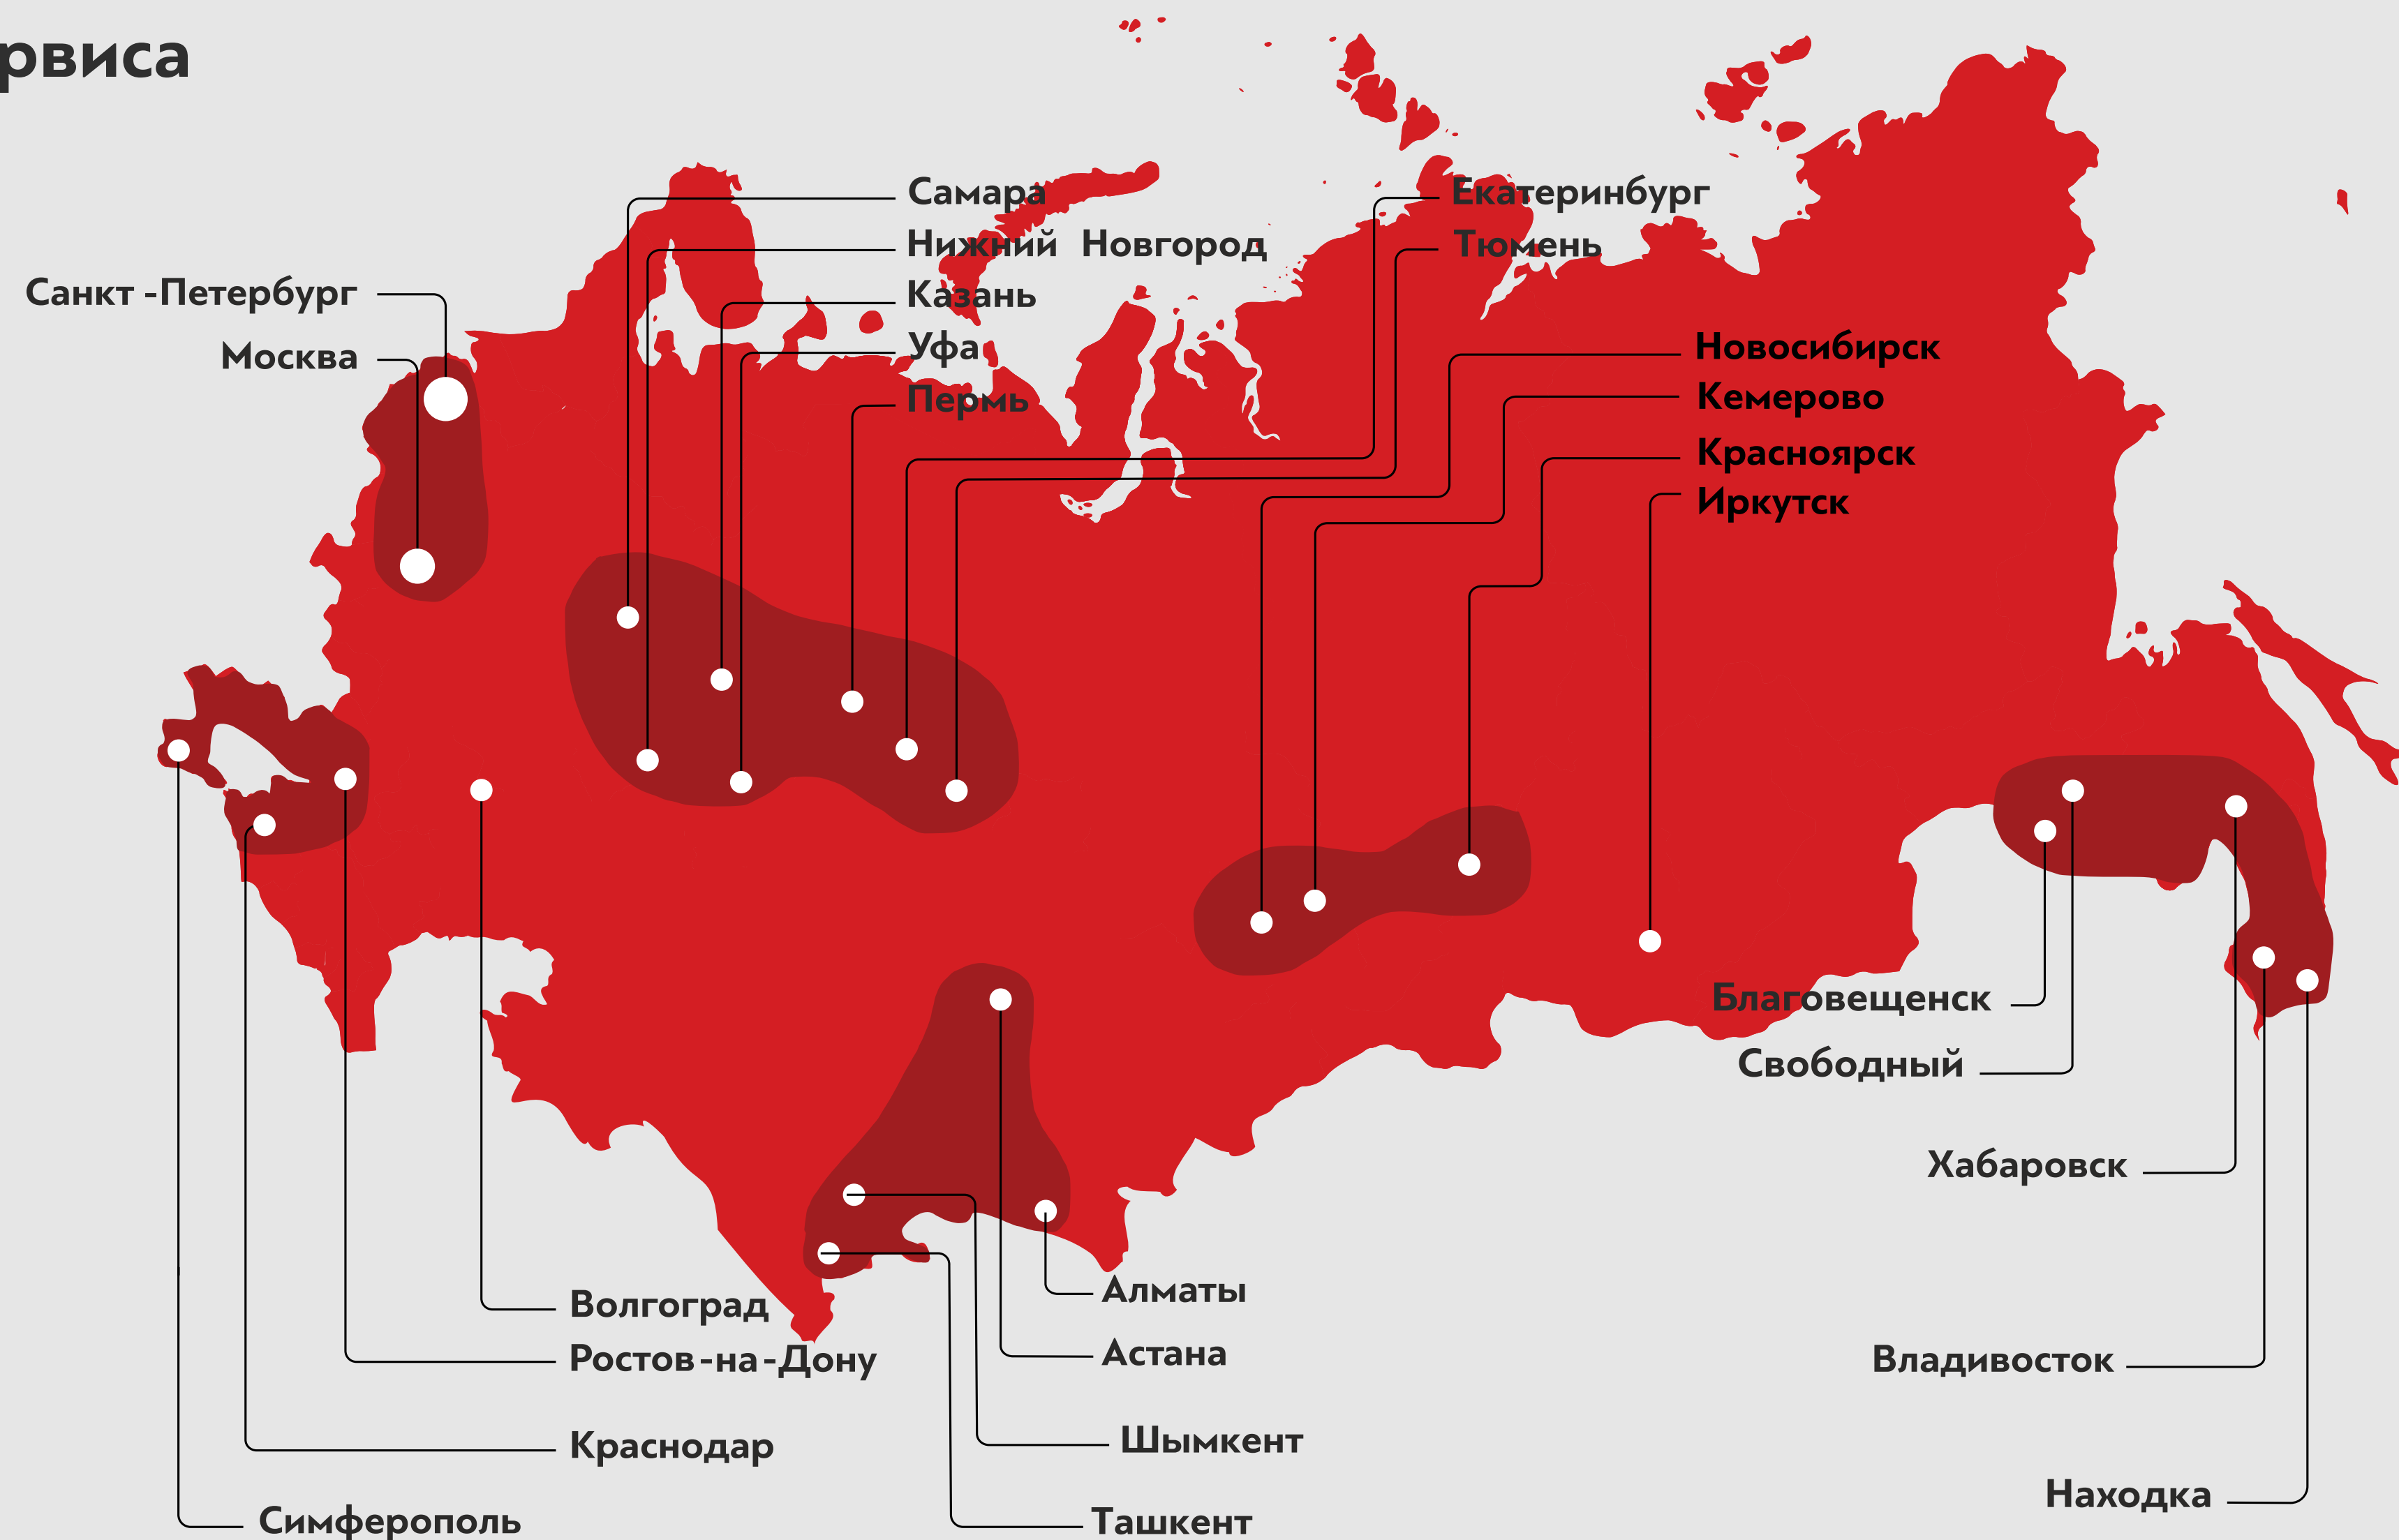 рвиса
Самара
Екатеринбург
Нижний Новгород
Тюмень
Санкт -Петербург
Казань
Москва
Уфа
Новосибирск
Пермь
Кемерово
Красноярск
Иркутск
Благовещенск
Свободный
Хабаровск
Волгоград
Алматы
Ростов-на-Дону
Астана
Владивосток
Краснодар
Шымкент
Находка
Симферополь
Ташкент